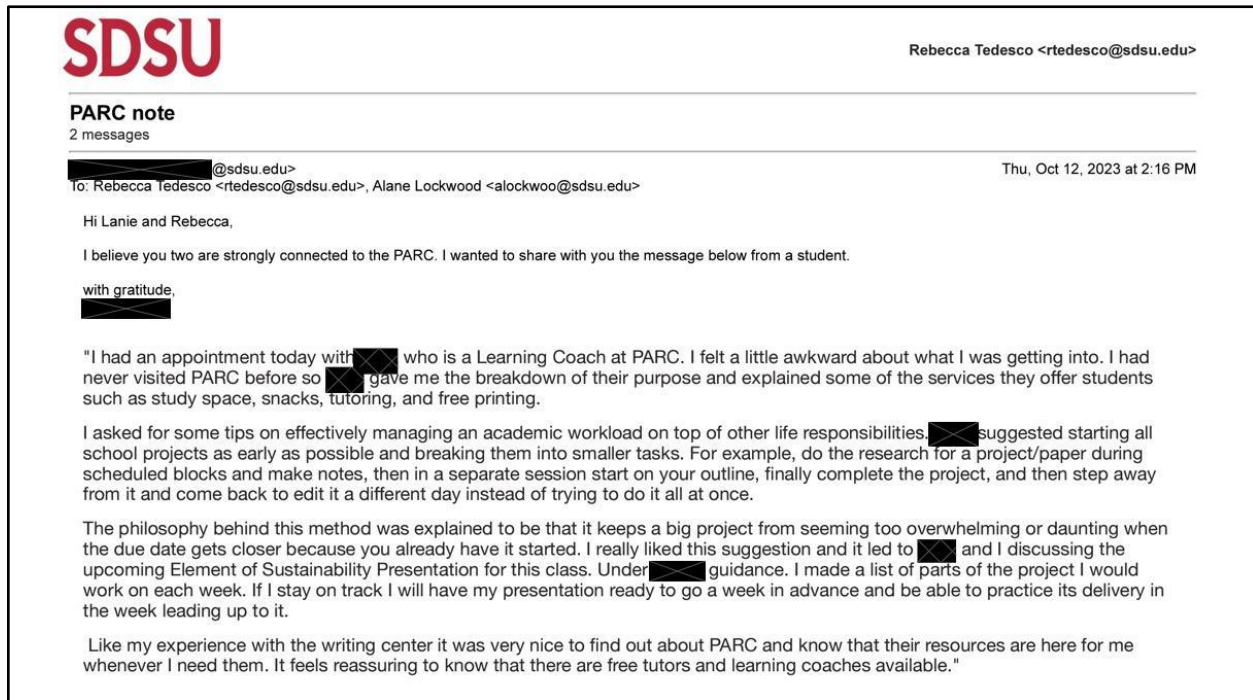 SDSU
Rebecca Tedesco <rtedesco@sdsu.edu>
PARC note
2 messages
@sdsu.edu>
Thu, Oct 12, 2023 at 2:16 PM
To: Rebecca Tedesco <rtedesco@sdsu.edu>, Alane Lockwood <alockwoo@sdsu.edu>
Hi Lanie and Rebecca,
I believe you two are strongly connected to the PARC. I wanted to share with you the message below from a student.
with gratitude,
"I had an appointment today with who is a Learning Coach at PARC. I felt a little awkward about what I was getting into. I had
never visited PARC before so gave me the breakdown of their purpose and explained some of the services they offer students
such as study space, snacks, tutoring, and free printing.
I asked for some tips on effectively managing an academic workload on top of other life responsibilities. suggested starting all
school projects as early as possible and breaking them into smaller tasks. For example, do the research for a project/paper during
scheduled blocks and make notes, then in a separate session start on your outline, finally complete the project, and then step away
from it and come back to edit it a different day instead of trying to do it all at once.
The philosophy behind this method was explained to be that it keeps a big project from seeming too overwhelming or daunting when
the due date gets closer because you already have it started. I really liked this suggestion and it led to and I discussing the
upcoming Element of Sustainability Presentation for this class. Under guidance. I made a list of parts of the project I would
work on each week. If I stay on track I will have my presentation ready to go a week in advance and be able to practice its delivery in
the week leading up to it.
Like my experience with the writing center it was very nice to find out about PARC and know that their resources are here for me
whenever I need them. It feels reassuring to know that there are free tutors and learning coaches available."